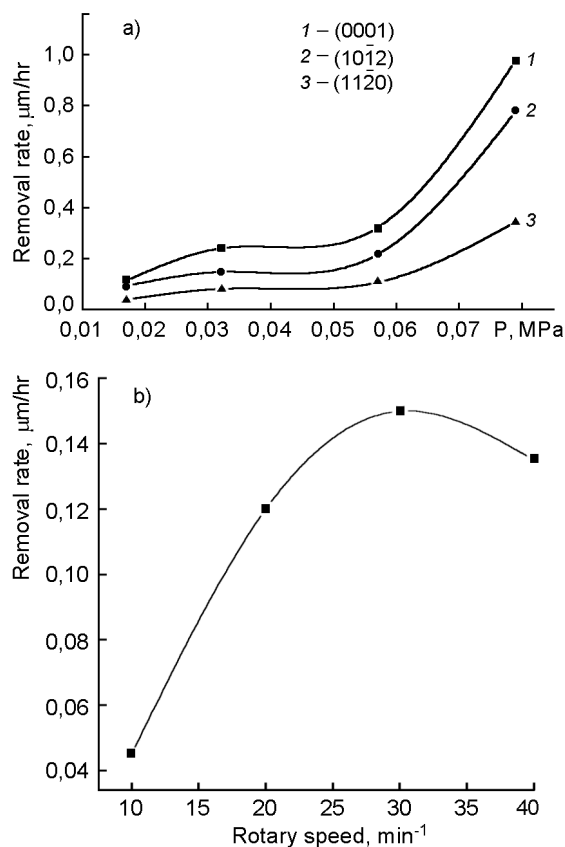 a)
1 – (0001)
2 – (101̄2)
3 – (112̄0)
Removal rate, μm/hr
1,0
0,8
0,6
0,4
0,2
0,0
1
2
3
0,01 0,02 0,03 0,04 0,05 0,06 0,07 P, MPa
b)
Removal rate, μm/hr
0,16
0,14
0,12
0,10
0,08
0,06
0,04
10 15 20 25 30 35 40
Rotary speed, min⁻¹